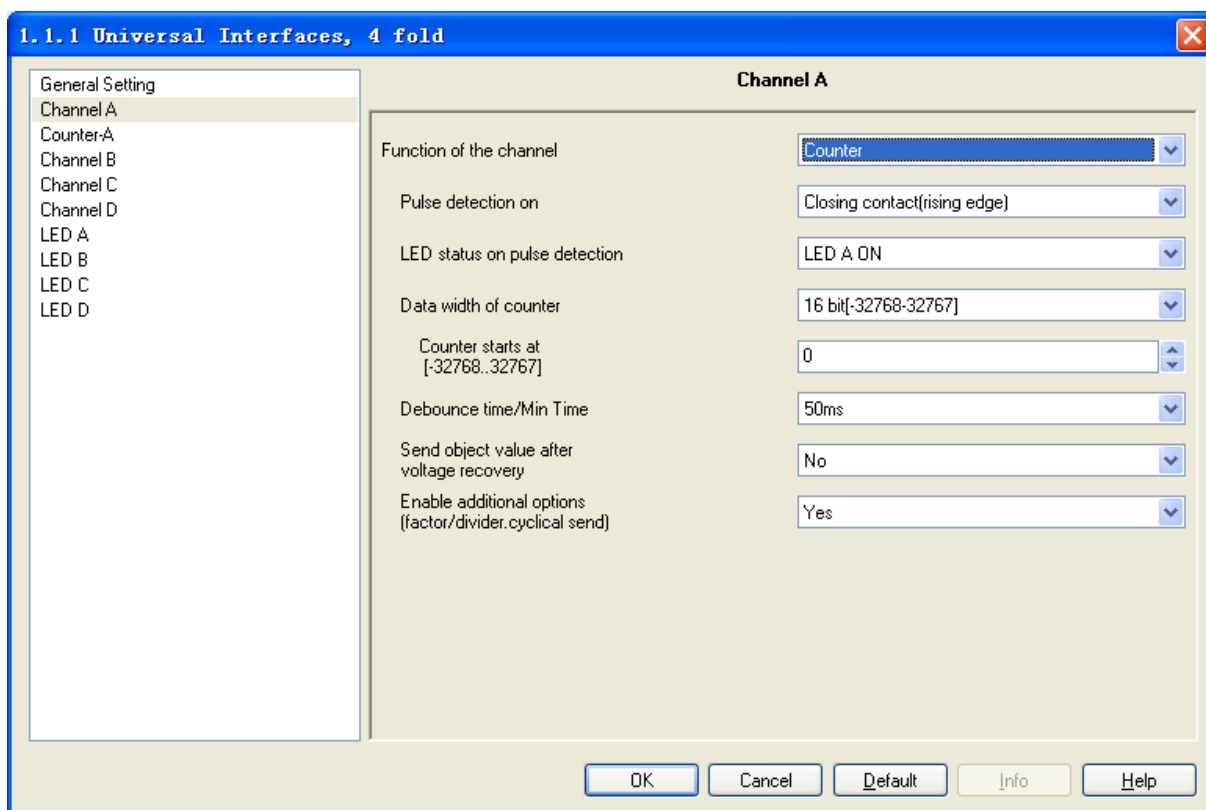 1.1.1 Universal Interfaces, 4 fold
General Setting
Channel A
Counter-A
Channel B
Channel C
Channel D
LED A
LED B
LED C
LED D
Channel A
Function of the channel Counter
Pulse detection on Closing contact(rising edge)
LED status on pulse detection LED A ON
Data width of counter 16 bit[-32768-32767]
Counter starts at
[-32768..32767] 0
Debounce time/Min Time 50ms
Send object value after
voltage recovery No
Enable additional options
(factor/divider.cyclical send) Yes
OK Cancel Default Info Help